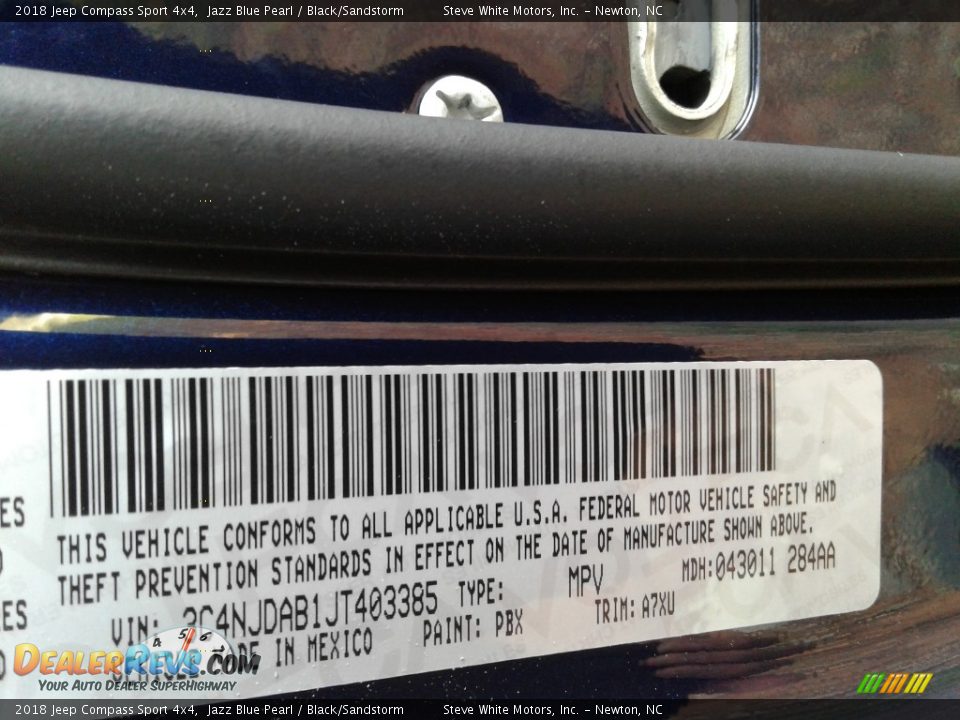 2018 Jeep Compass Sport 4x4, Jazz Blue Pearl / Black/Sandstorm Steve White Motors, Inc. – Newton, NC
THIS VEHICLE CONFORMS TO ALL APPLICABLE U.S.A. FEDERAL MOTOR VEHICLE SAFETY AND
THEFT PREVENTION STANDARDS IN EFFECT ON THE DATE OF MANUFACTURE SHOWN ABOVE.
VIN: 3C4NJDAB1JT403385 TYPE: MPV MDH:043011 284AA
IN MEXICO PAINT: PBX TRIM: A7XU
4 5 6
DealerRevs.com
Your Auto Dealer SuperHighway
2018 Jeep Compass Sport 4x4, Jazz Blue Pearl / Black/Sandstorm Steve White Motors, Inc. – Newton, NC